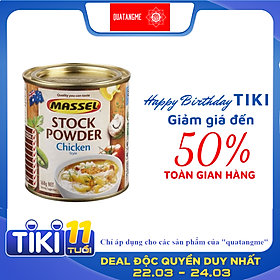 QUATANGME
Quality you can taste
MASSEL
STOCK
POWDER
Chicken
Style
Happy Birthday TIKI
Giảm giá đến
50%
TOÀN GIAN HÀNG
TIKI 11 TUỔI
Chỉ áp dụng cho các sản phẩm của "quatangme"
DEAL ĐỘC QUYỀN DUY NHẤT
22.03 - 24.03